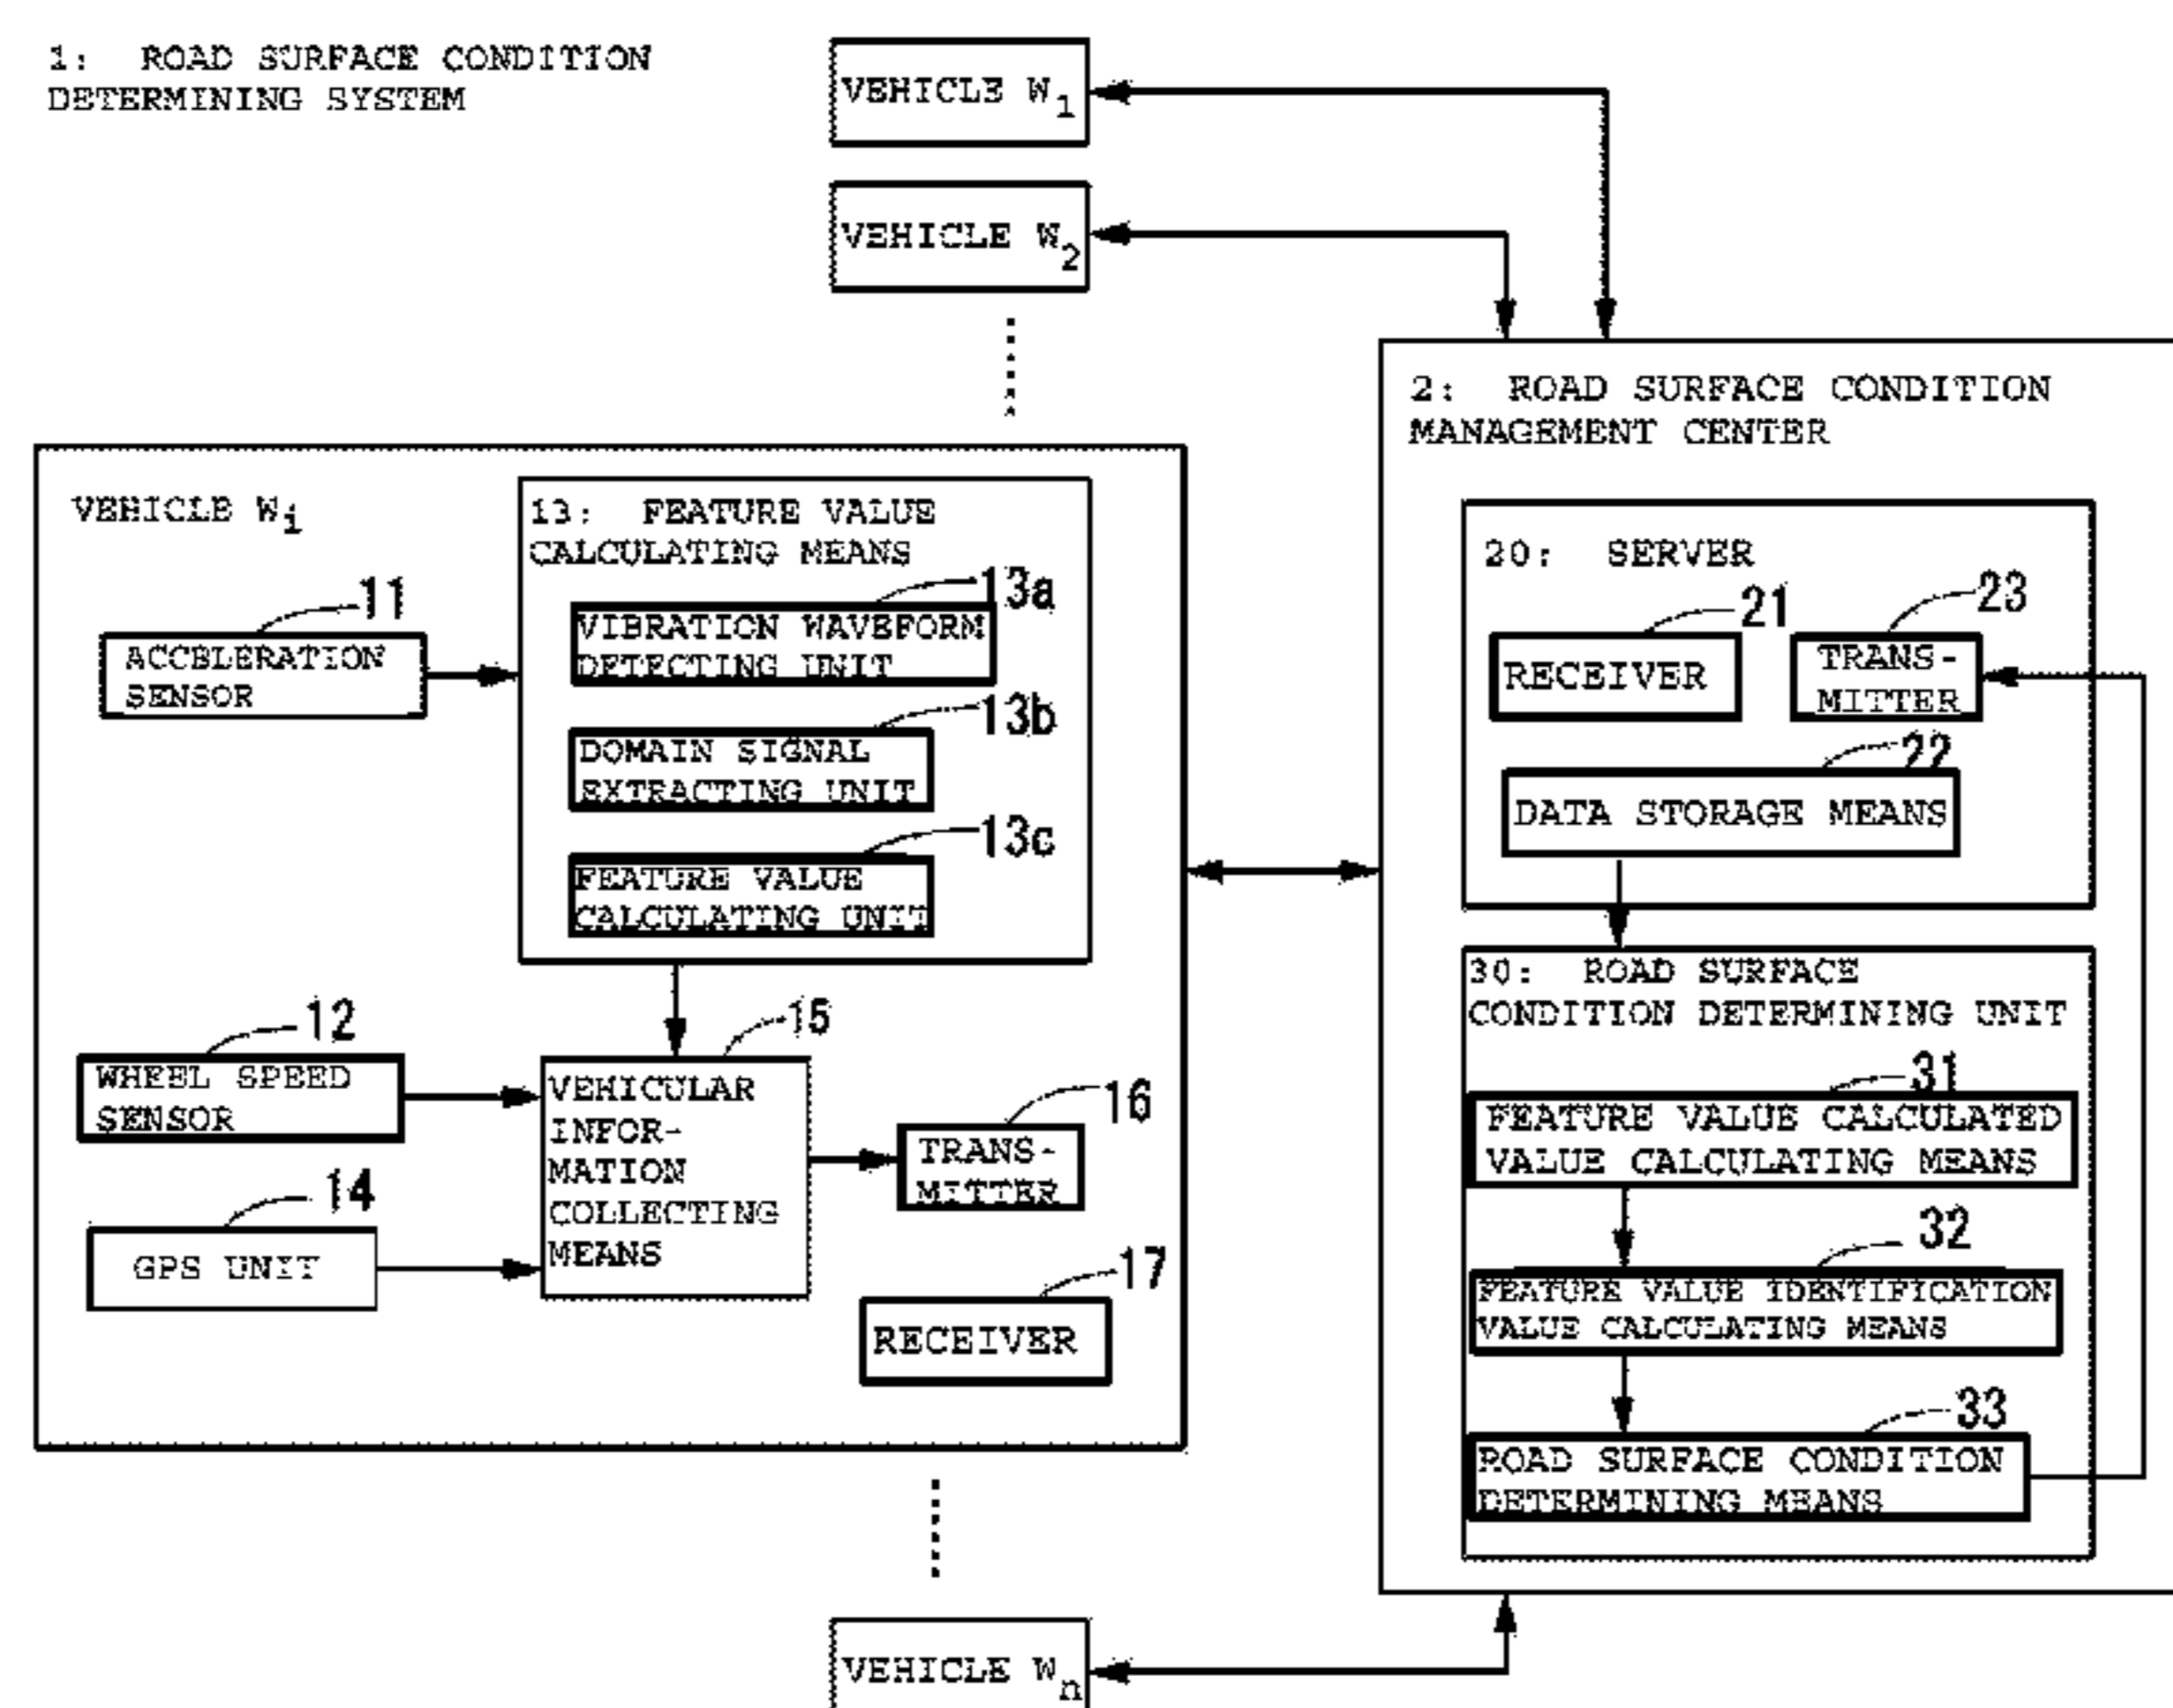 1: ROAD SURFACE CONDITION
DETERMINING SYSTEM
VEHICLE W1
VEHICLE W2
VEHICLE Wi
13: FEATURE VALUE
CALCULATING MEANS
13a
VIBRATION WAVEFORM
DETECTING UNIT
13b
DOMAIN SIGNAL
EXTRACTING UNIT
13c
FEATURE VALUE
CALCULATING UNIT
11
ACCELERATION
SENSOR
12
WHEEL SPEED
SENSOR
14
GPS UNIT
15
VEHICULAR
INFOR-
MATION
COLLECTING
MEANS
16
TRANS-
MITTER
17
RECEIVER
2: ROAD SURFACE CONDITION
MANAGEMENT CENTER
20: SERVER
21
RECEIVER
23
TRANS-
MITTER
22
DATA STORAGE MEANS
30: ROAD SURFACE
CONDITION DETERMINING UNIT
31
FEATURE VALUE CALCULATED
VALUE CALCULATING MEANS
32
FEATURE VALUE IDENTIFICATION
VALUE CALCULATING MEANS
33
ROAD SURFACE CONDITION
DETERMINING MEANS
VEHICLE Wn